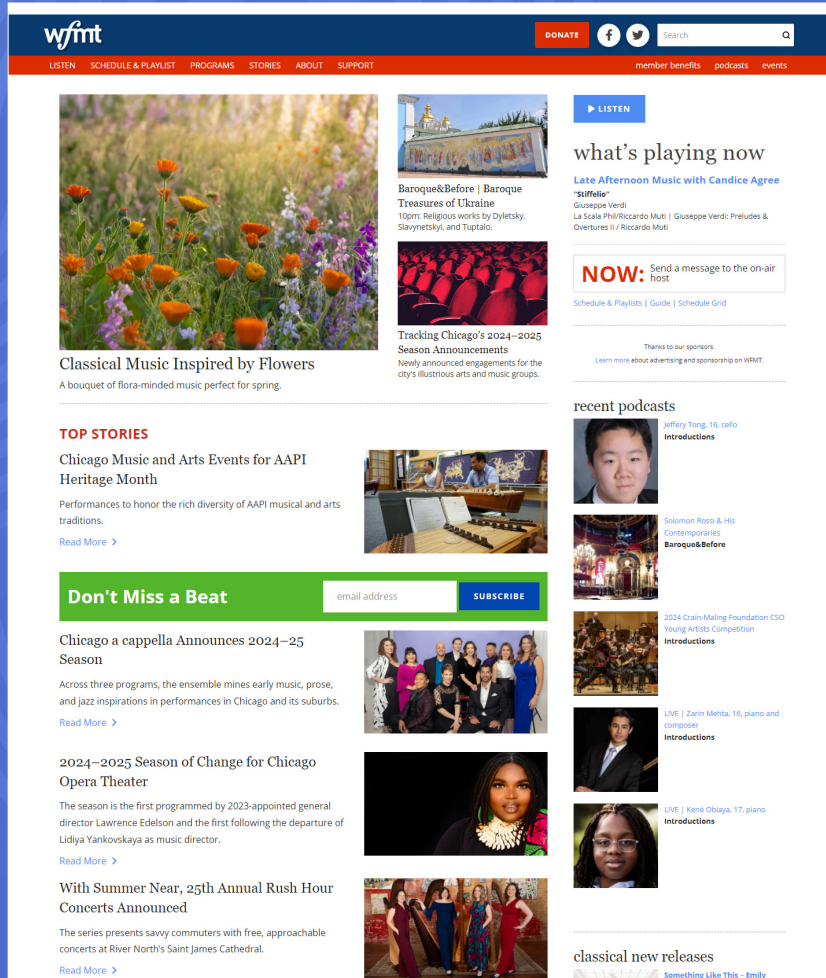 wfmt
DONATE
Search
LISTEN SCHEDULE & PLAYLIST PROGRAMS STORIES ABOUT SUPPORT
member benefits podcasts events
Classical Music Inspired by Flowers
A bouquet of flora-minded music perfect for spring.
Baroque&Before | Baroque
Treasures of Ukraine
10pm: Religious works by Dyletsky,
Slavynetskyi, and Tuptalo.
Tracking Chicago's 2024–2025
Season Announcements
Newly announced engagements for the
city's illustrious arts and music groups.
TOP STORIES
Chicago Music and Arts Events for AAPI
Heritage Month
Performances to honor the rich diversity of AAPI musical and arts
traditions.
Read More
Don't Miss a Beat
email address
SUBSCRIBE
Chicago a cappella Announces 2024–25
Season
Across three programs, the ensemble mines early music, prose,
and jazz inspirations in performances in Chicago and its suburbs.
Read More
2024–2025 Season of Change for Chicago
Opera Theater
The season is the first programmed by 2023-appointed general
director Lawrence Edelson and the first following the departure of
Lidiya Yankovskaya as music director.
Read More
With Summer Near, 25th Annual Rush Hour
Concerts Announced
The series presents savvy commuters with free, approachable
concerts at River North's Saint James Cathedral.
Read More
LISTEN
what's playing now
Late Afternoon Music with Candice Agree
"Stiffelio"
Giuseppe Verdi
La Scala Phil/Riccardo Muti | Giuseppe Verdi: Preludes &
Overtures II / Riccardo Muti
NOW: Send a message to the on-air
host
Schedule & Playlists | Guide | Schedule Grid
Thanks to our sponsors.
Learn more about advertising and sponsorship on WFMT.
recent podcasts
Jeffery Tong, 16, cello
Introductions
Solomon Rossi & His
Contemporaries
Baroque&Before
2024 Crain-Maling Foundation CSO
Young Artists Competition
Introductions
LIVE | Zarin Mehta, 16, piano and
composer
Introductions
LIVE | Kené Obiaya, 17, piano
Introductions
classical new releases
Something Like This – Emily